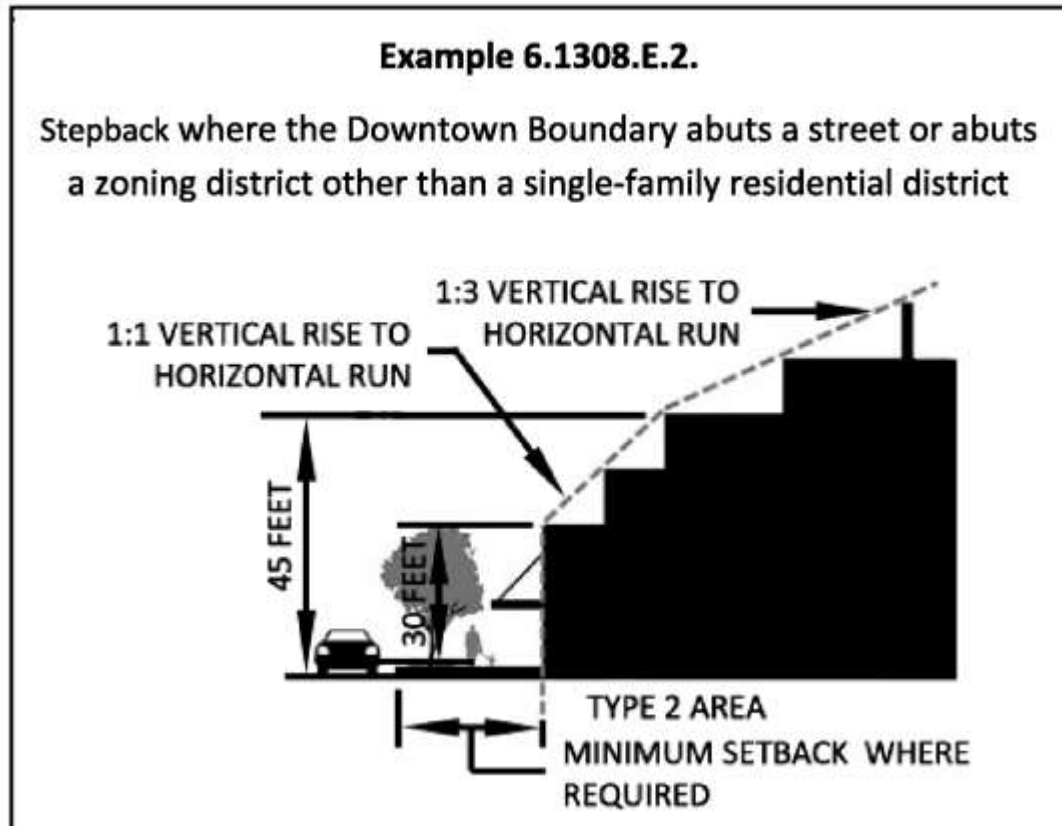 Example 6.1308.E.2.
Stepback where the Downtown Boundary abuts a street or abuts
a zoning district other than a single-family residential district
1:3 VERTICAL RISE TO
HORIZONTAL RUN
1:1 VERTICAL RISE TO
HORIZONTAL RUN
45 FEET
30 FEET
TYPE 2 AREA
MINIMUM SETBACK WHERE
REQUIRED